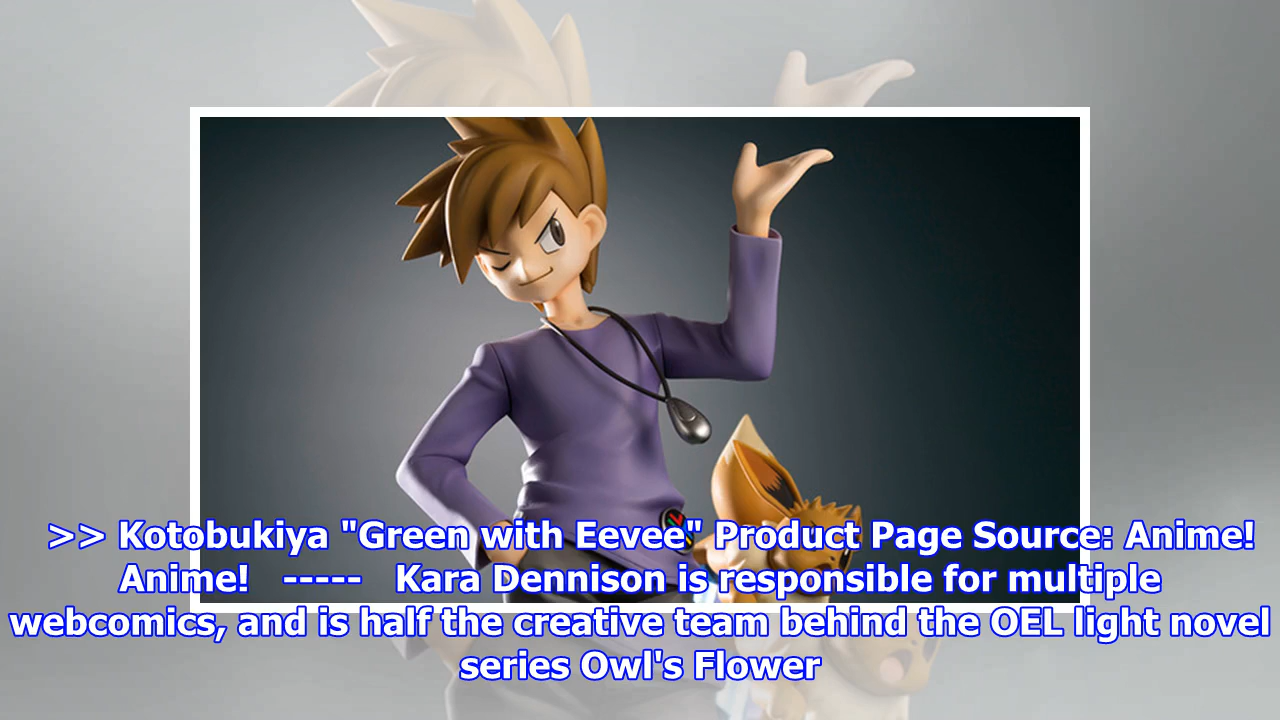 >> Kotobukiya "Green with Eevee" Product Page Source: Anime!
Anime!   -----   Kara Dennison is responsible for multiple
webcomics, and is half the creative team behind the OEL light novel
series Owl's Flower